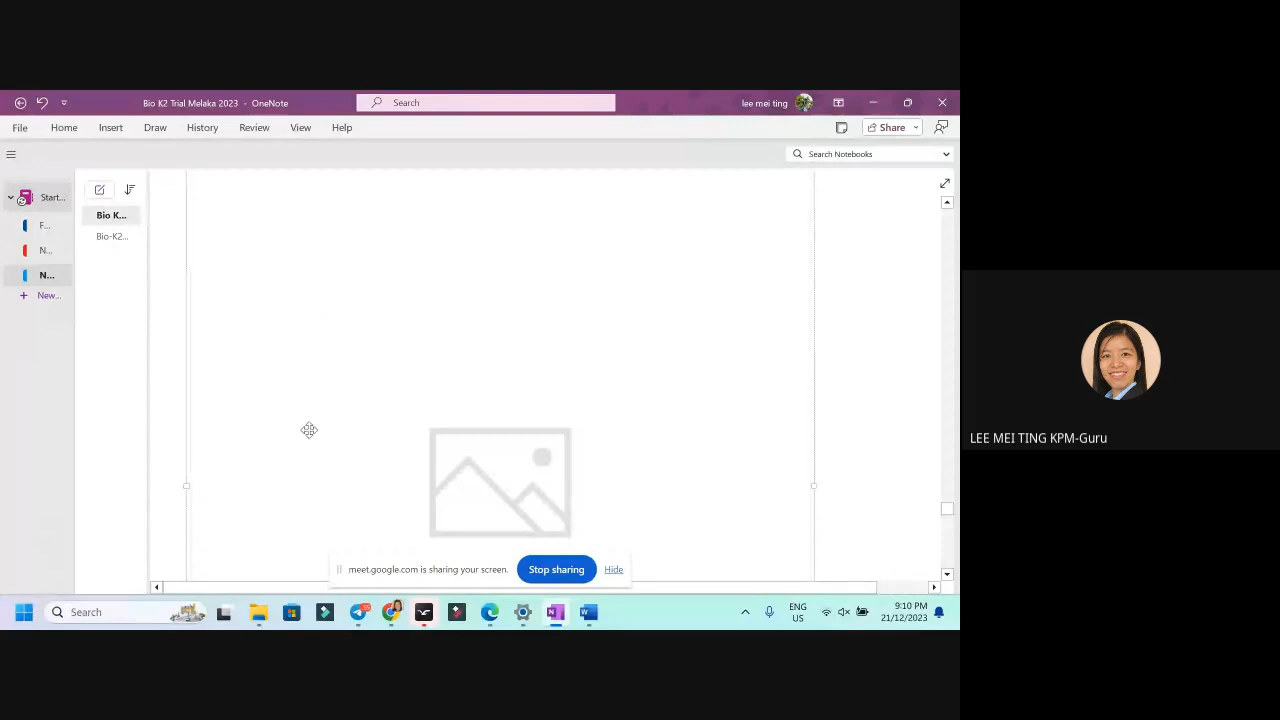 Bio K2 Trial Melaka 2023 - OneNote
Search
lee mei ting
File Home Insert Draw History Review View Help
Share
Search Notebooks
Start...
Bio K...
F...
Bio-K2...
N...
N...
New...
LEE MEI TING KPM-Guru
meet.google.com is sharing your screen.
Stop sharing
Hide
Search
ENG
US
9:10 PM
21/12/2023